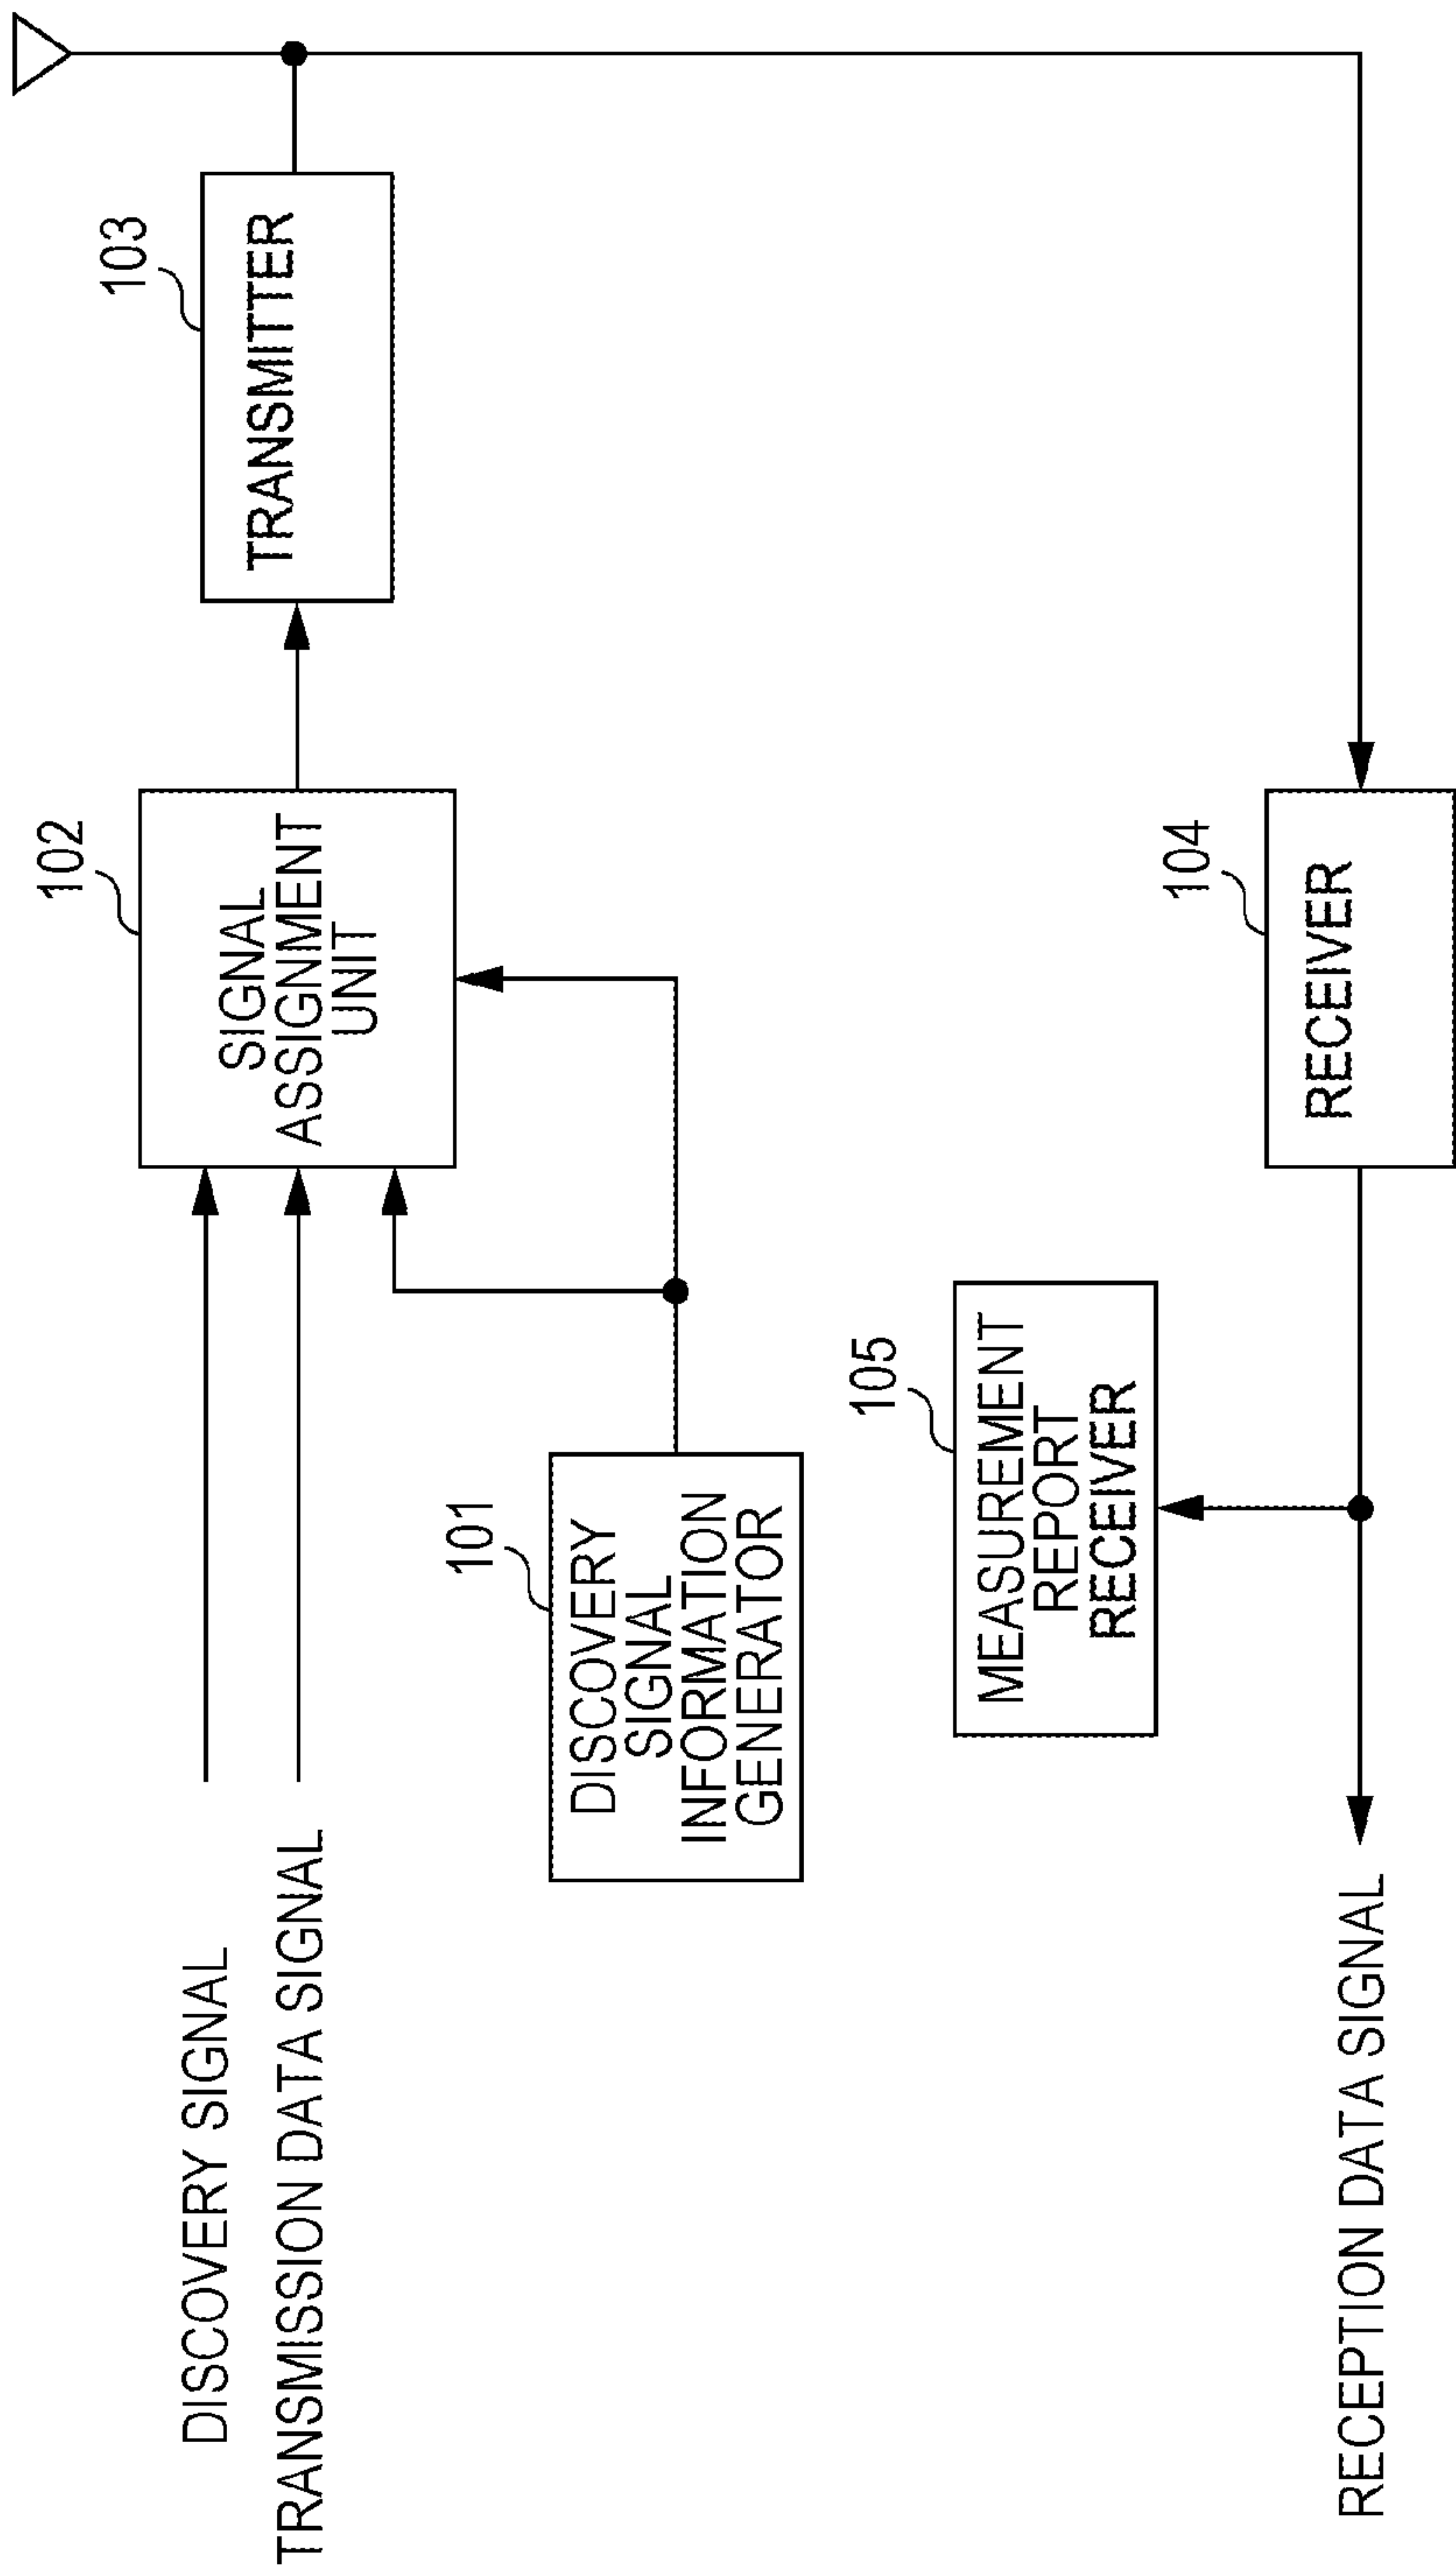 DISCOVERY SIGNAL
TRANSMISSION DATA SIGNAL
102
SIGNAL
ASSIGNMENT
UNIT
103
TRANSMITTER
101
DISCOVERY
SIGNAL
INFORMATION
GENERATOR
105
MEASUREMENT
REPORT
RECEIVER
104
RECEIVER
RECEPTION DATA SIGNAL